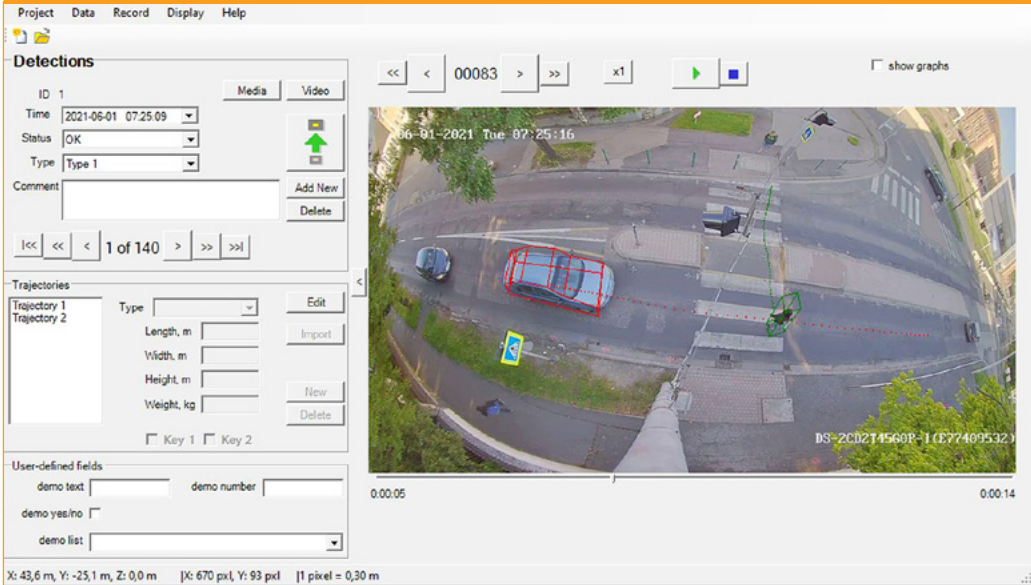 Project Data Record Display Help
Detections
ID 1
Media Video
Time 2021-06-01 07.25.09
Status OK
Type Type 1
Comment
Add New
Delete
|<< << < 1 of 140 > >> >>|
Trajectories
Trajectory 1
Trajectory 2
Type
Edit
Length, m
Import
Width, m
Height, m
Weight, kg
New
Delete
Key 1 Key 2
User-defined fields
demo text demo number
demo yes/no
demo list
<
<< < 00083 > >> x1
show graphs
06-01-2021 Tue 07:25:16
DS-2CD2T45G0P-I(E77409532)
0:00:05 0:00:14
X: 43,6 m, Y: -25,1 m, Z: 0,0 m |X: 670 pxl, Y: 93 pxl |1 pixel = 0,30 m